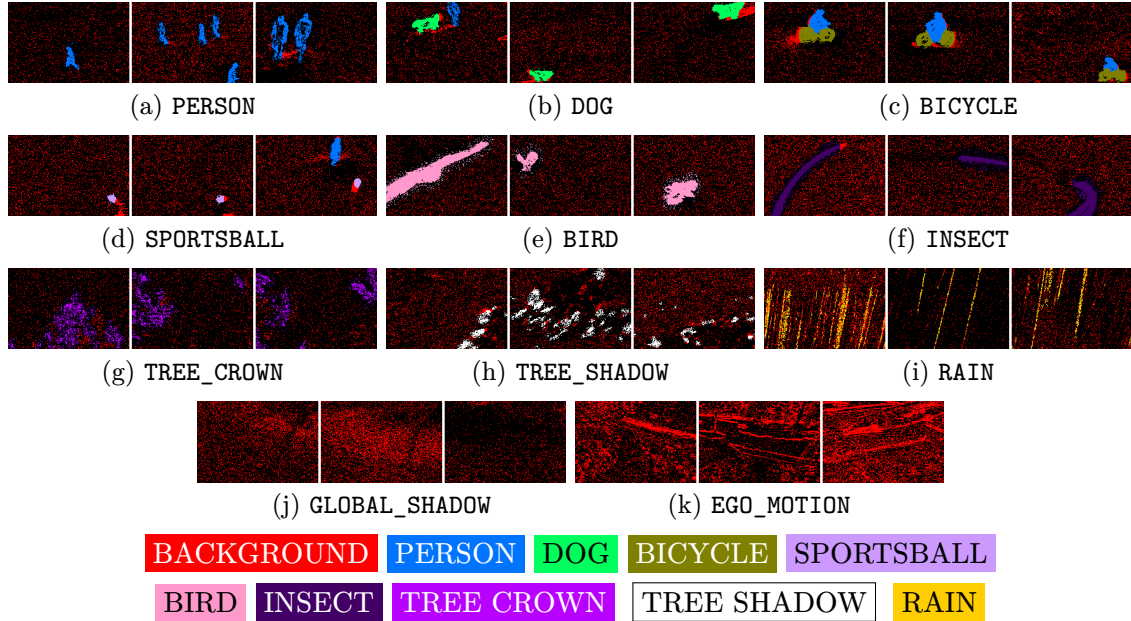 (a) PERSON (b) DOG (c) BICYCLE
(d) SPORTSBALL (e) BIRD (f) INSECT
(g) TREE_CROWN (h) TREE_SHADOW (i) RAIN
(j) GLOBAL_SHADOW (k) EGO_MOTION
BACKGROUND PERSON DOG BICYCLE SPORTSBALL
BIRD INSECT TREE CROWN TREE SHADOW RAIN